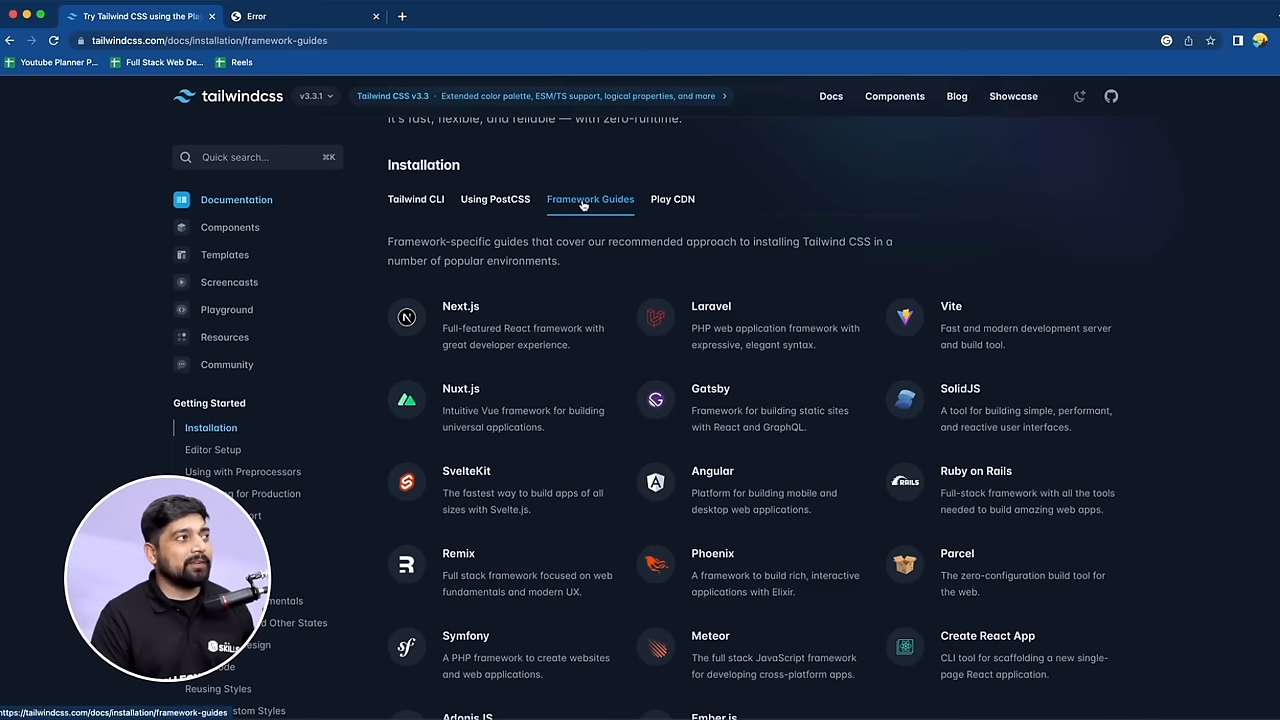 Try Tailwind CSS using the Pla
Error
tailwindcss.com/docs/installation/framework-guides
Youtube Planner P...
Full Stack Web De...
Reels
tailwindcss
v3.3.1
Tailwind CSS v3.3 · Extended color palette, ESM/TS support, logical properties, and more
Docs
Components
Blog
Showcase
It's fast, flexible, and reliable — with zero-runtime.
Quick search...
⌘K
Documentation
Components
Templates
Screencasts
Playground
Resources
Community
Getting Started
Installation
Editor Setup
Using with Preprocessors
for Production
mentals
Other States
Reusing Styles
Installation
Tailwind CLI
Using PostCSS
Framework Guides
Play CDN
Framework-specific guides that cover our recommended approach to installing Tailwind CSS in a
number of popular environments.
Next.js
Full-featured React framework with
great developer experience.
Laravel
PHP web application framework with
expressive, elegant syntax.
Vite
Fast and modern development server
and build tool.
Nuxt.js
Intuitive Vue framework for building
universal applications.
Gatsby
Framework for building static sites
with React and GraphQL.
SolidJS
A tool for building simple, performant,
and reactive user interfaces.
SvelteKit
The fastest way to build apps of all
sizes with Svelte.js.
Angular
Platform for building mobile and
desktop web applications.
RAILS
Ruby on Rails
Full-stack framework with all the tools
needed to build amazing web apps.
Remix
Full stack framework focused on web
fundamentals and modern UX.
Phoenix
A framework to build rich, interactive
applications with Elixir.
Parcel
The zero-configuration build tool for
the web.
Symfony
A PHP framework to create websites
and web applications.
Meteor
The full stack JavaScript framework
for developing cross-platform apps.
Create React App
CLI tool for scaffolding a new single-
page React application.
AdonisJS
Ember.js
https://tailwindcss.com/docs/installation/framework-guides
stom Styles